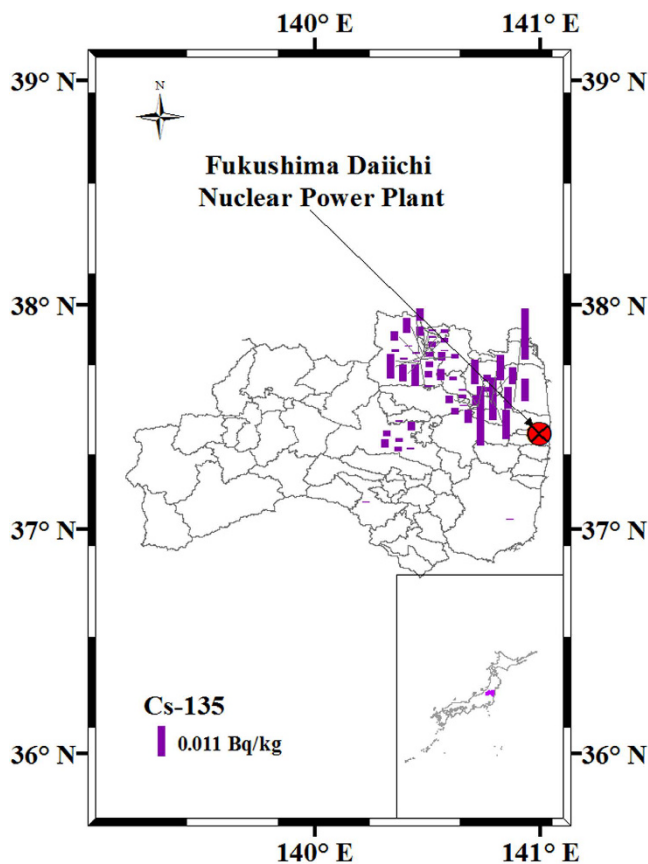 140° E 141° E
39° N 39° N
N
Fukushima Daiichi
Nuclear Power Plant
38° N 38° N
37° N 37° N
Cs-135
0.011 Bq/kg
36° N 36° N
140° E 141° E